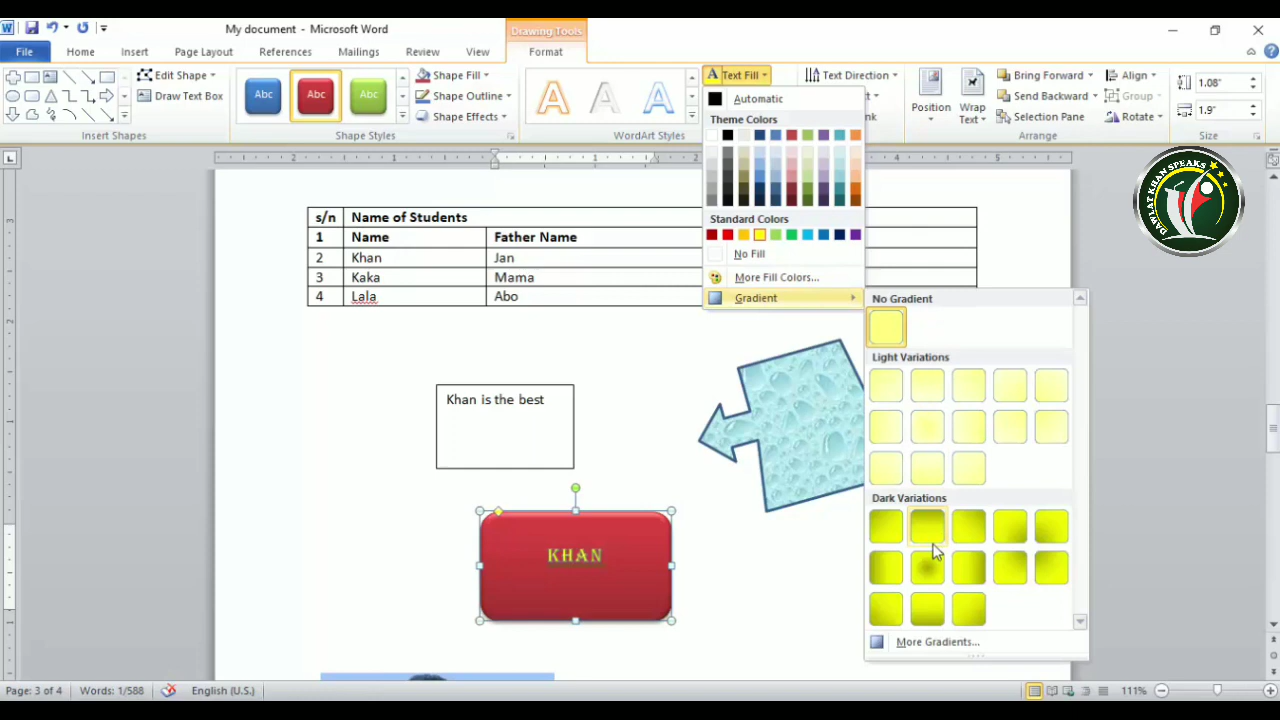 My document - Microsoft Word
Drawing Tools
File Home Insert Page Layout References Mailings Review View Format
Edit Shape
Draw Text Box
Insert Shapes
Abc Abc Abc
Shape Fill
Shape Outline
Shape Effects
Shape Styles
A A A
WordArt Styles
A Text Fill
Text Direction
Position
Wrap Text
Bring Forward
Send Backward
Selection Pane
Align
Group
Rotate
Arrange
1.08"
1.9"
Size
Automatic
Theme Colors
Standard Colors
No Fill
More Fill Colors...
Gradient
No Gradient
Light Variations
Dark Variations
More Gradients...
DAWLAT KHAN SPEAKS
s/n Name of Students
1 Name Father Name
2 Khan Jan
3 Kaka Mama
4 Lala Abo
Khan is the best
KHAN
Page: 3 of 4 Words: 1/588 English (U.S.) 111%